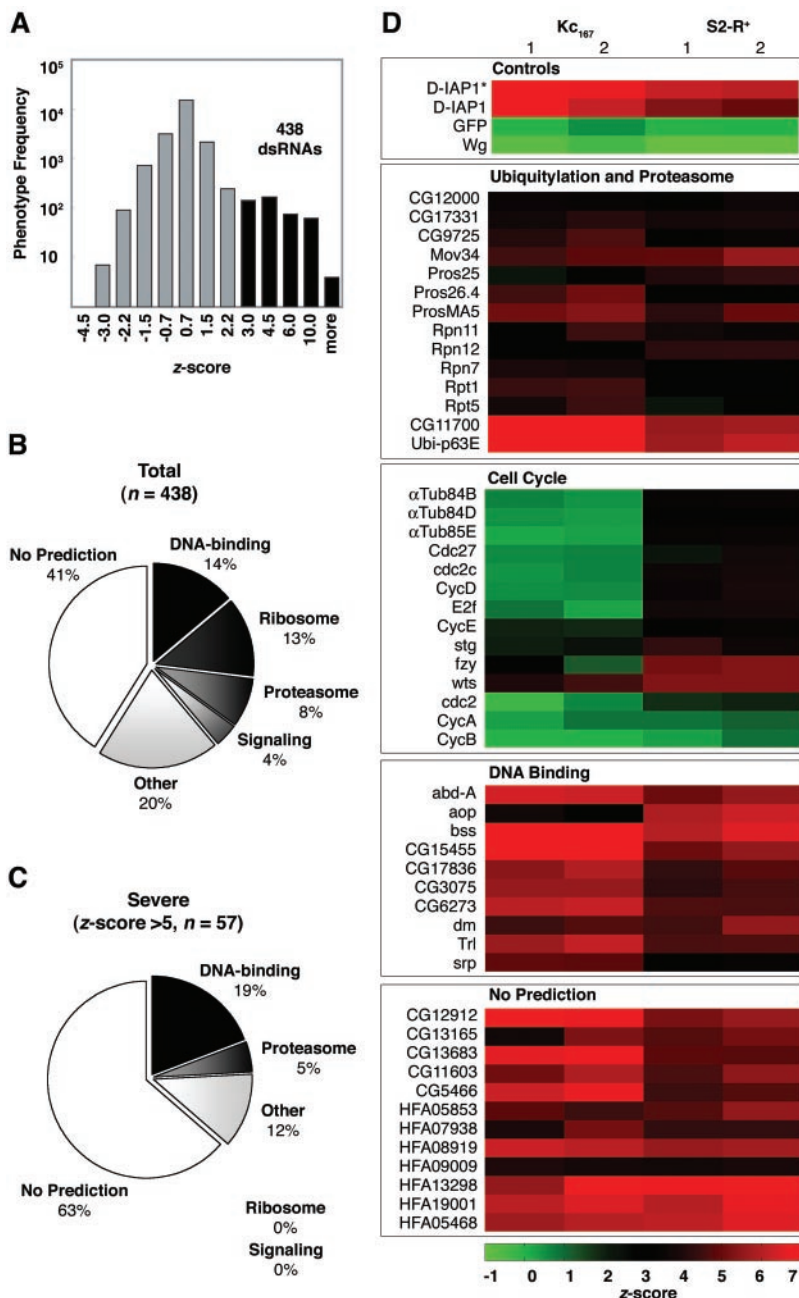 A
Phenotype Frequency
10⁵
10⁴
10³
10²
10
438
dsRNAs
-4.5
-3.0
-2.2
-1.5
-0.7
0.7
1.5
2.2
3.0
4.5
6.0
10.0
more
z-score
B
Total
(n = 438)
No Prediction
41%
DNA-binding
14%
Ribosome
13%
Proteasome
8%
Signaling
4%
Other
20%
C
Severe
(z-score >5, n = 57)
DNA-binding
19%
Proteasome
5%
Other
12%
No Prediction
63%
Ribosome
0%
Signaling
0%
D
Kc₁₆₇ S2-R⁺
1 2 1 2
Controls
D-IAP1*
D-IAP1
GFP
Wg
Ubiquitylation and Proteasome
CG12000
CG17331
CG9725
Mov34
Pros25
Pros26.4
ProsMA5
Rpn11
Rpn12
Rpn7
Rpt1
Rpt5
CG11700
Ubi-p63E
Cell Cycle
αTub84B
αTub84D
αTub85E
Cdc27
cdc2c
CycD
E2f
CycE
stg
fzy
wts
cdc2
CycA
CycB
DNA Binding
abd-A
aop
bss
CG15455
CG17836
CG3075
CG6273
dm
Trl
srp
No Prediction
CG12912
CG13165
CG13683
CG11603
CG5466
HFA05853
HFA07938
HFA08919
HFA09009
HFA13298
HFA19001
HFA05468
-1 0 1 2 3 4 5 6 7
z-score